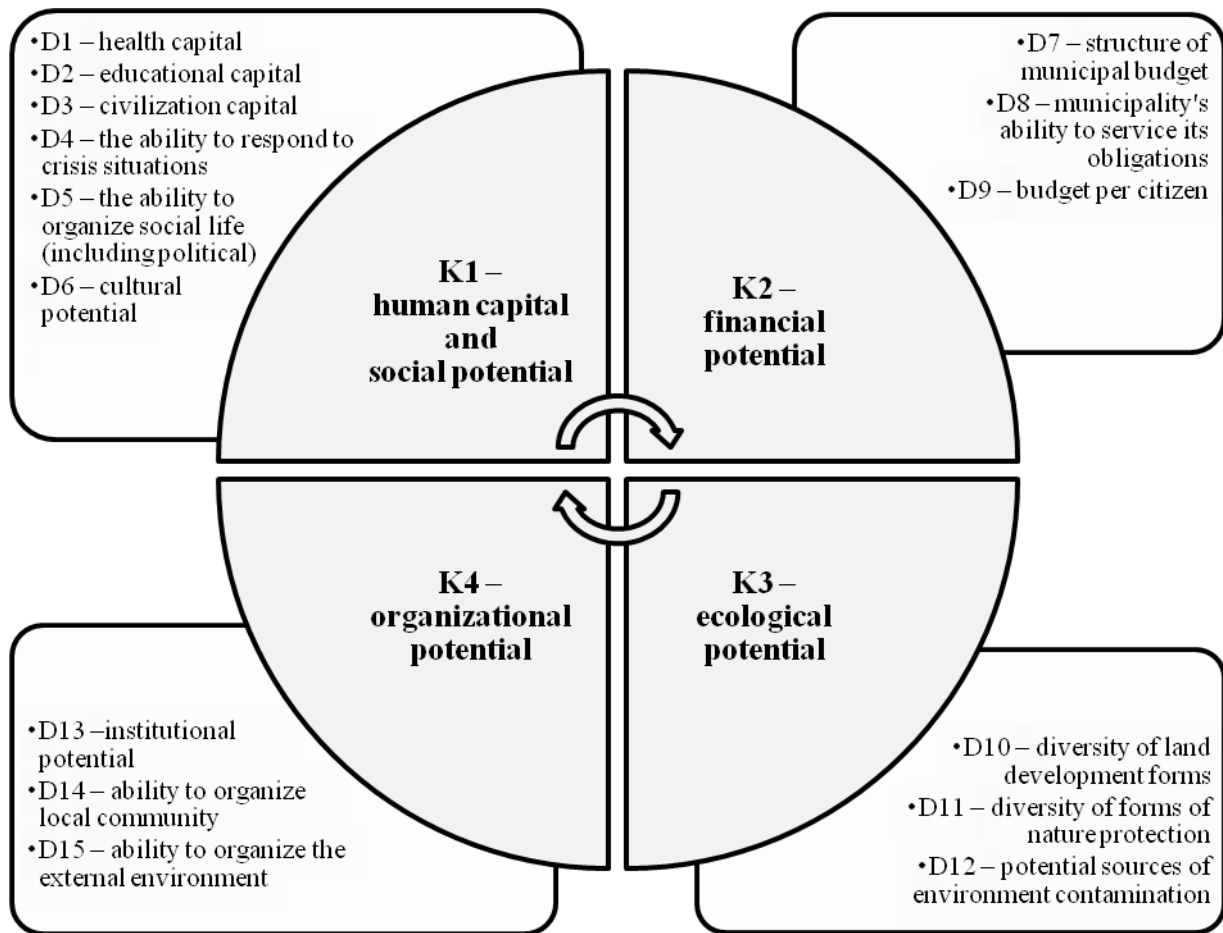 •D1 – health capital
•D2 – educational capital
•D3 – civilization capital
•D4 – the ability to respond to
crisis situations
•D5 – the ability to
organize social life
(including political)
•D6 – cultural
potential
•D7 – structure of
municipal budget
•D8 – municipality's
ability to service its
obligations
•D9 – budget per citizen
K1 –
human capital
and
social potential
K2 –
financial
potential
K4 –
organizational
potential
K3 –
ecological
potential
•D13 –institutional
potential
•D14 – ability to organize
local community
•D15 – ability to organize the
external environment
•D10 – diversity of land
development forms
•D11 – diversity of forms of
nature protection
•D12 – potential sources of
environment contamination